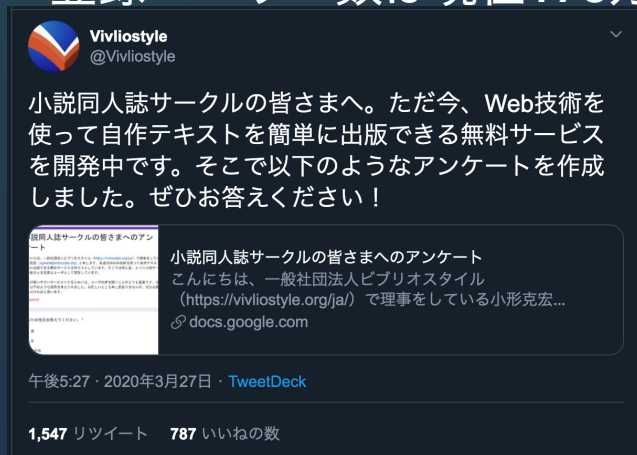 Vivliostyle
@Vivliostyle
小説同人誌サークルの皆さまへ。ただ今、Web技術を
使って自作テキストを簡単に出版できる無料サービス
を開発中です。そこで以下のようなアンケートを作成
しました。ぜひお答えください！
小説同人誌サークルの皆さまへのアンケート
こんにちは、一般社団法人ビブリオスタイル
（https://vivliostyle.org/ja/）で理事をしている小形克宏...
docs.google.com
午後5:27 · 2020年3月27日 · TweetDeck
1,547 リツイート 787 いいねの数